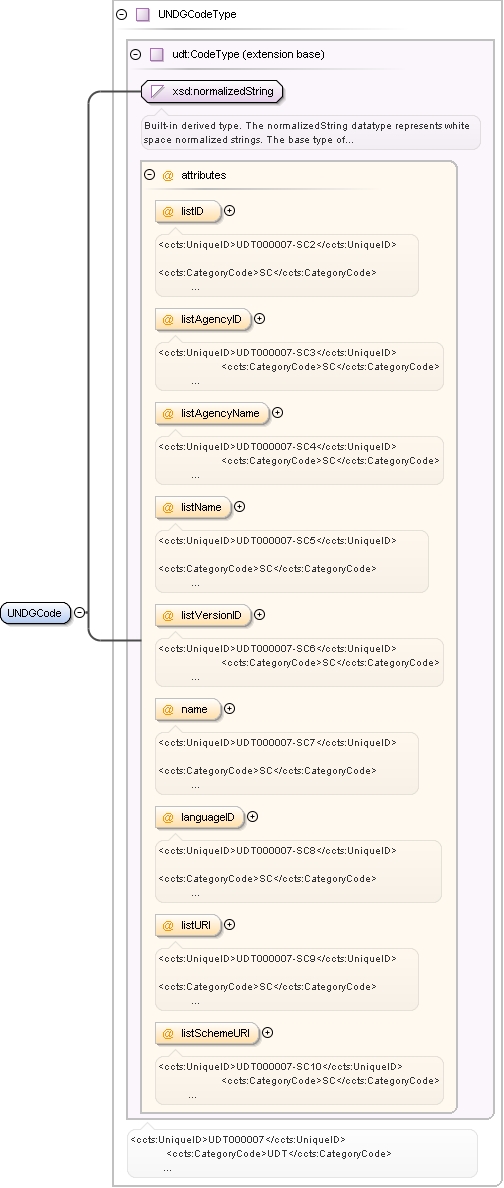 UNDGCodeType
udt:CodeType (extension base)
xsd:normalizedString
Built-in derived type. The normalizedString datatype represents white
space normalized strings. The base type of...
@ attributes
@ listID
<ccts:UniqueID>UDT000007-SC2</ccts:UniqueID>
<ccts:CategoryCode>SC</ccts:CategoryCode>
...
@ listAgencyID
<ccts:UniqueID>UDT000007-SC3</ccts:UniqueID>
<ccts:CategoryCode>SC</ccts:CategoryCode>
...
@ listAgencyName
<ccts:UniqueID>UDT000007-SC4</ccts:UniqueID>
<ccts:CategoryCode>SC</ccts:CategoryCode>
...
@ listName
<ccts:UniqueID>UDT000007-SC5</ccts:UniqueID>
<ccts:CategoryCode>SC</ccts:CategoryCode>
...
UNDGCode
@ listVersionID
<ccts:UniqueID>UDT000007-SC6</ccts:UniqueID>
<ccts:CategoryCode>SC</ccts:CategoryCode>
...
@ name
<ccts:UniqueID>UDT000007-SC7</ccts:UniqueID>
<ccts:CategoryCode>SC</ccts:CategoryCode>
...
@ languageID
<ccts:UniqueID>UDT000007-SC8</ccts:UniqueID>
<ccts:CategoryCode>SC</ccts:CategoryCode>
...
@ listURI
<ccts:UniqueID>UDT000007-SC9</ccts:UniqueID>
<ccts:CategoryCode>SC</ccts:CategoryCode>
...
@ listSchemeURI
<ccts:UniqueID>UDT000007-SC10</ccts:UniqueID>
<ccts:CategoryCode>SC</ccts:CategoryCode>
...
<ccts:UniqueID>UDT000007</ccts:UniqueID>
<ccts:CategoryCode>UDT</ccts:CategoryCode>
...